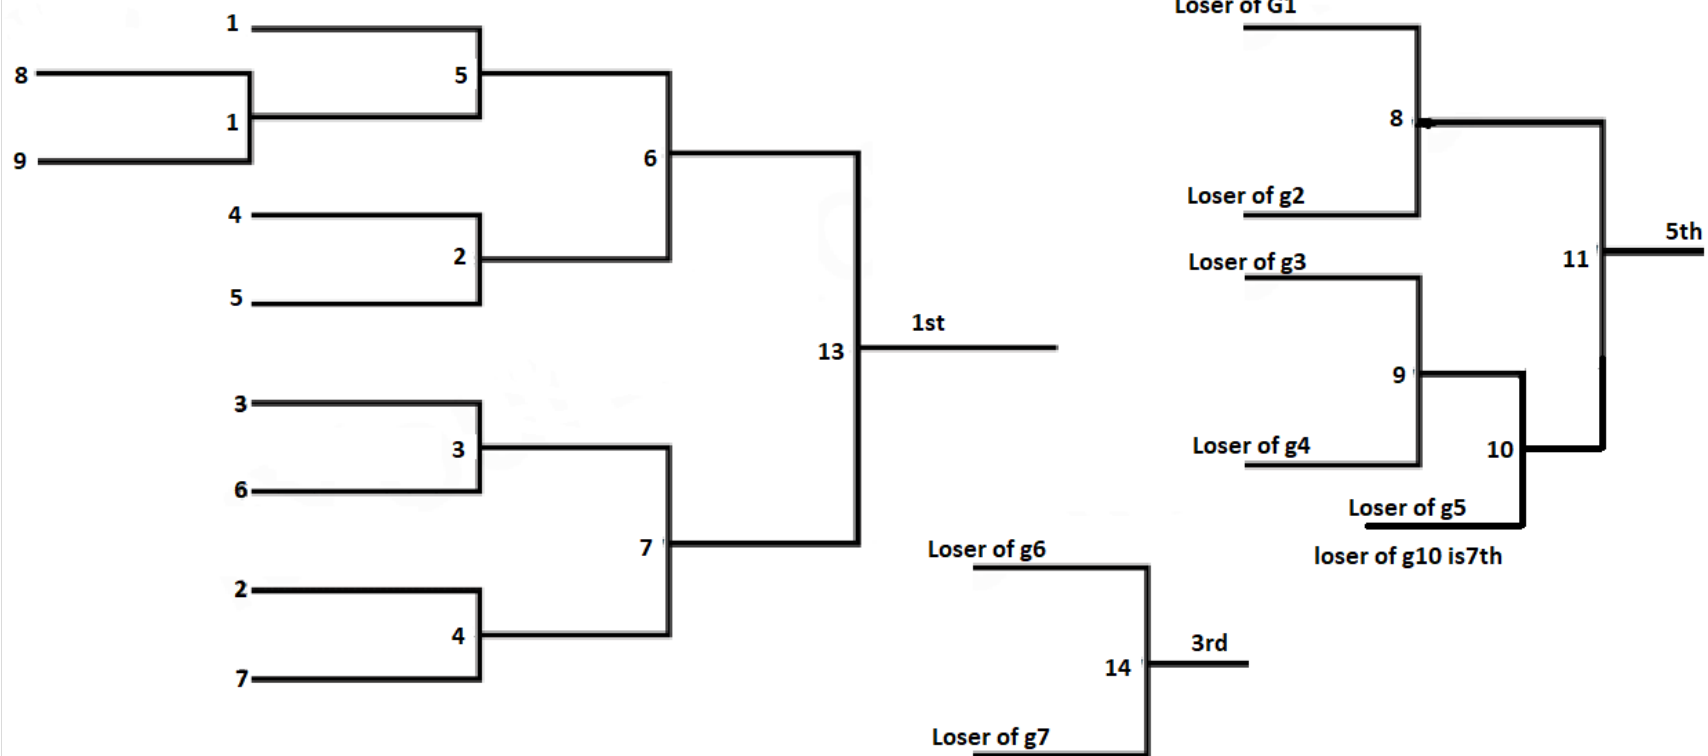 1
8
5
1
9
6
4
2
5
1st
13
3
3
6
7
2
4
7
Loser of G1
8
Loser of g2
5th
Loser of g3
11
9
Loser of g4
10
Loser of g5
loser of g10 is7th
Loser of g6
3rd
14
Loser of g7